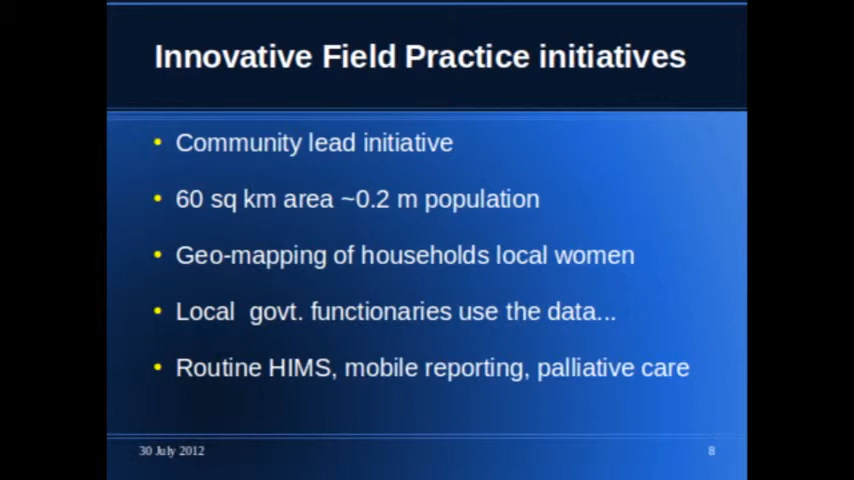 Innovative Field Practice initiatives
• Community lead initiative
• 60 sq km area ~0.2 m population
• Geo-mapping of households local women
• Local  govt. functionaries use the data...
• Routine HIMS, mobile reporting, palliative care
30 July 2012
8